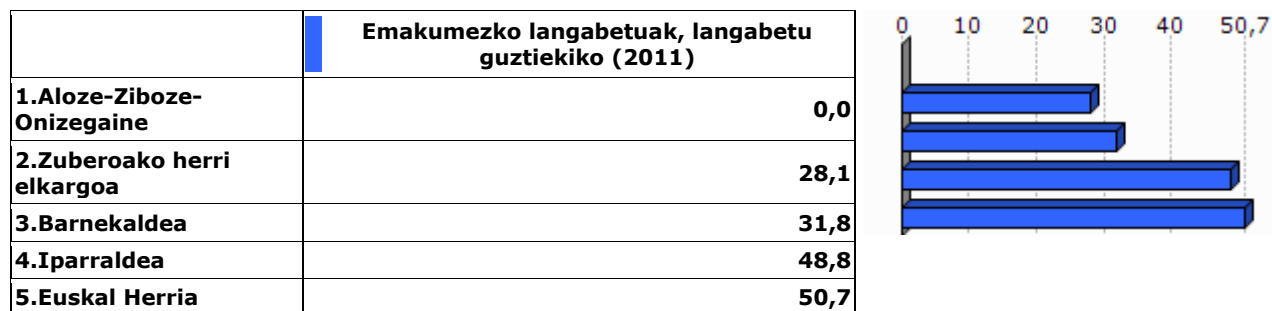 Emakumezko langabetuak, langabetu
guztiekiko (2011)
1.Aloze-Ziboze-
Onizegaine
0,0
2.Zuberoako herri
elkargoa
28,1
3.Barnekaldea 31,8
4.Iparraldea 48,8
5.Euskal Herria 50,7
0 10 20 30 40 50,7